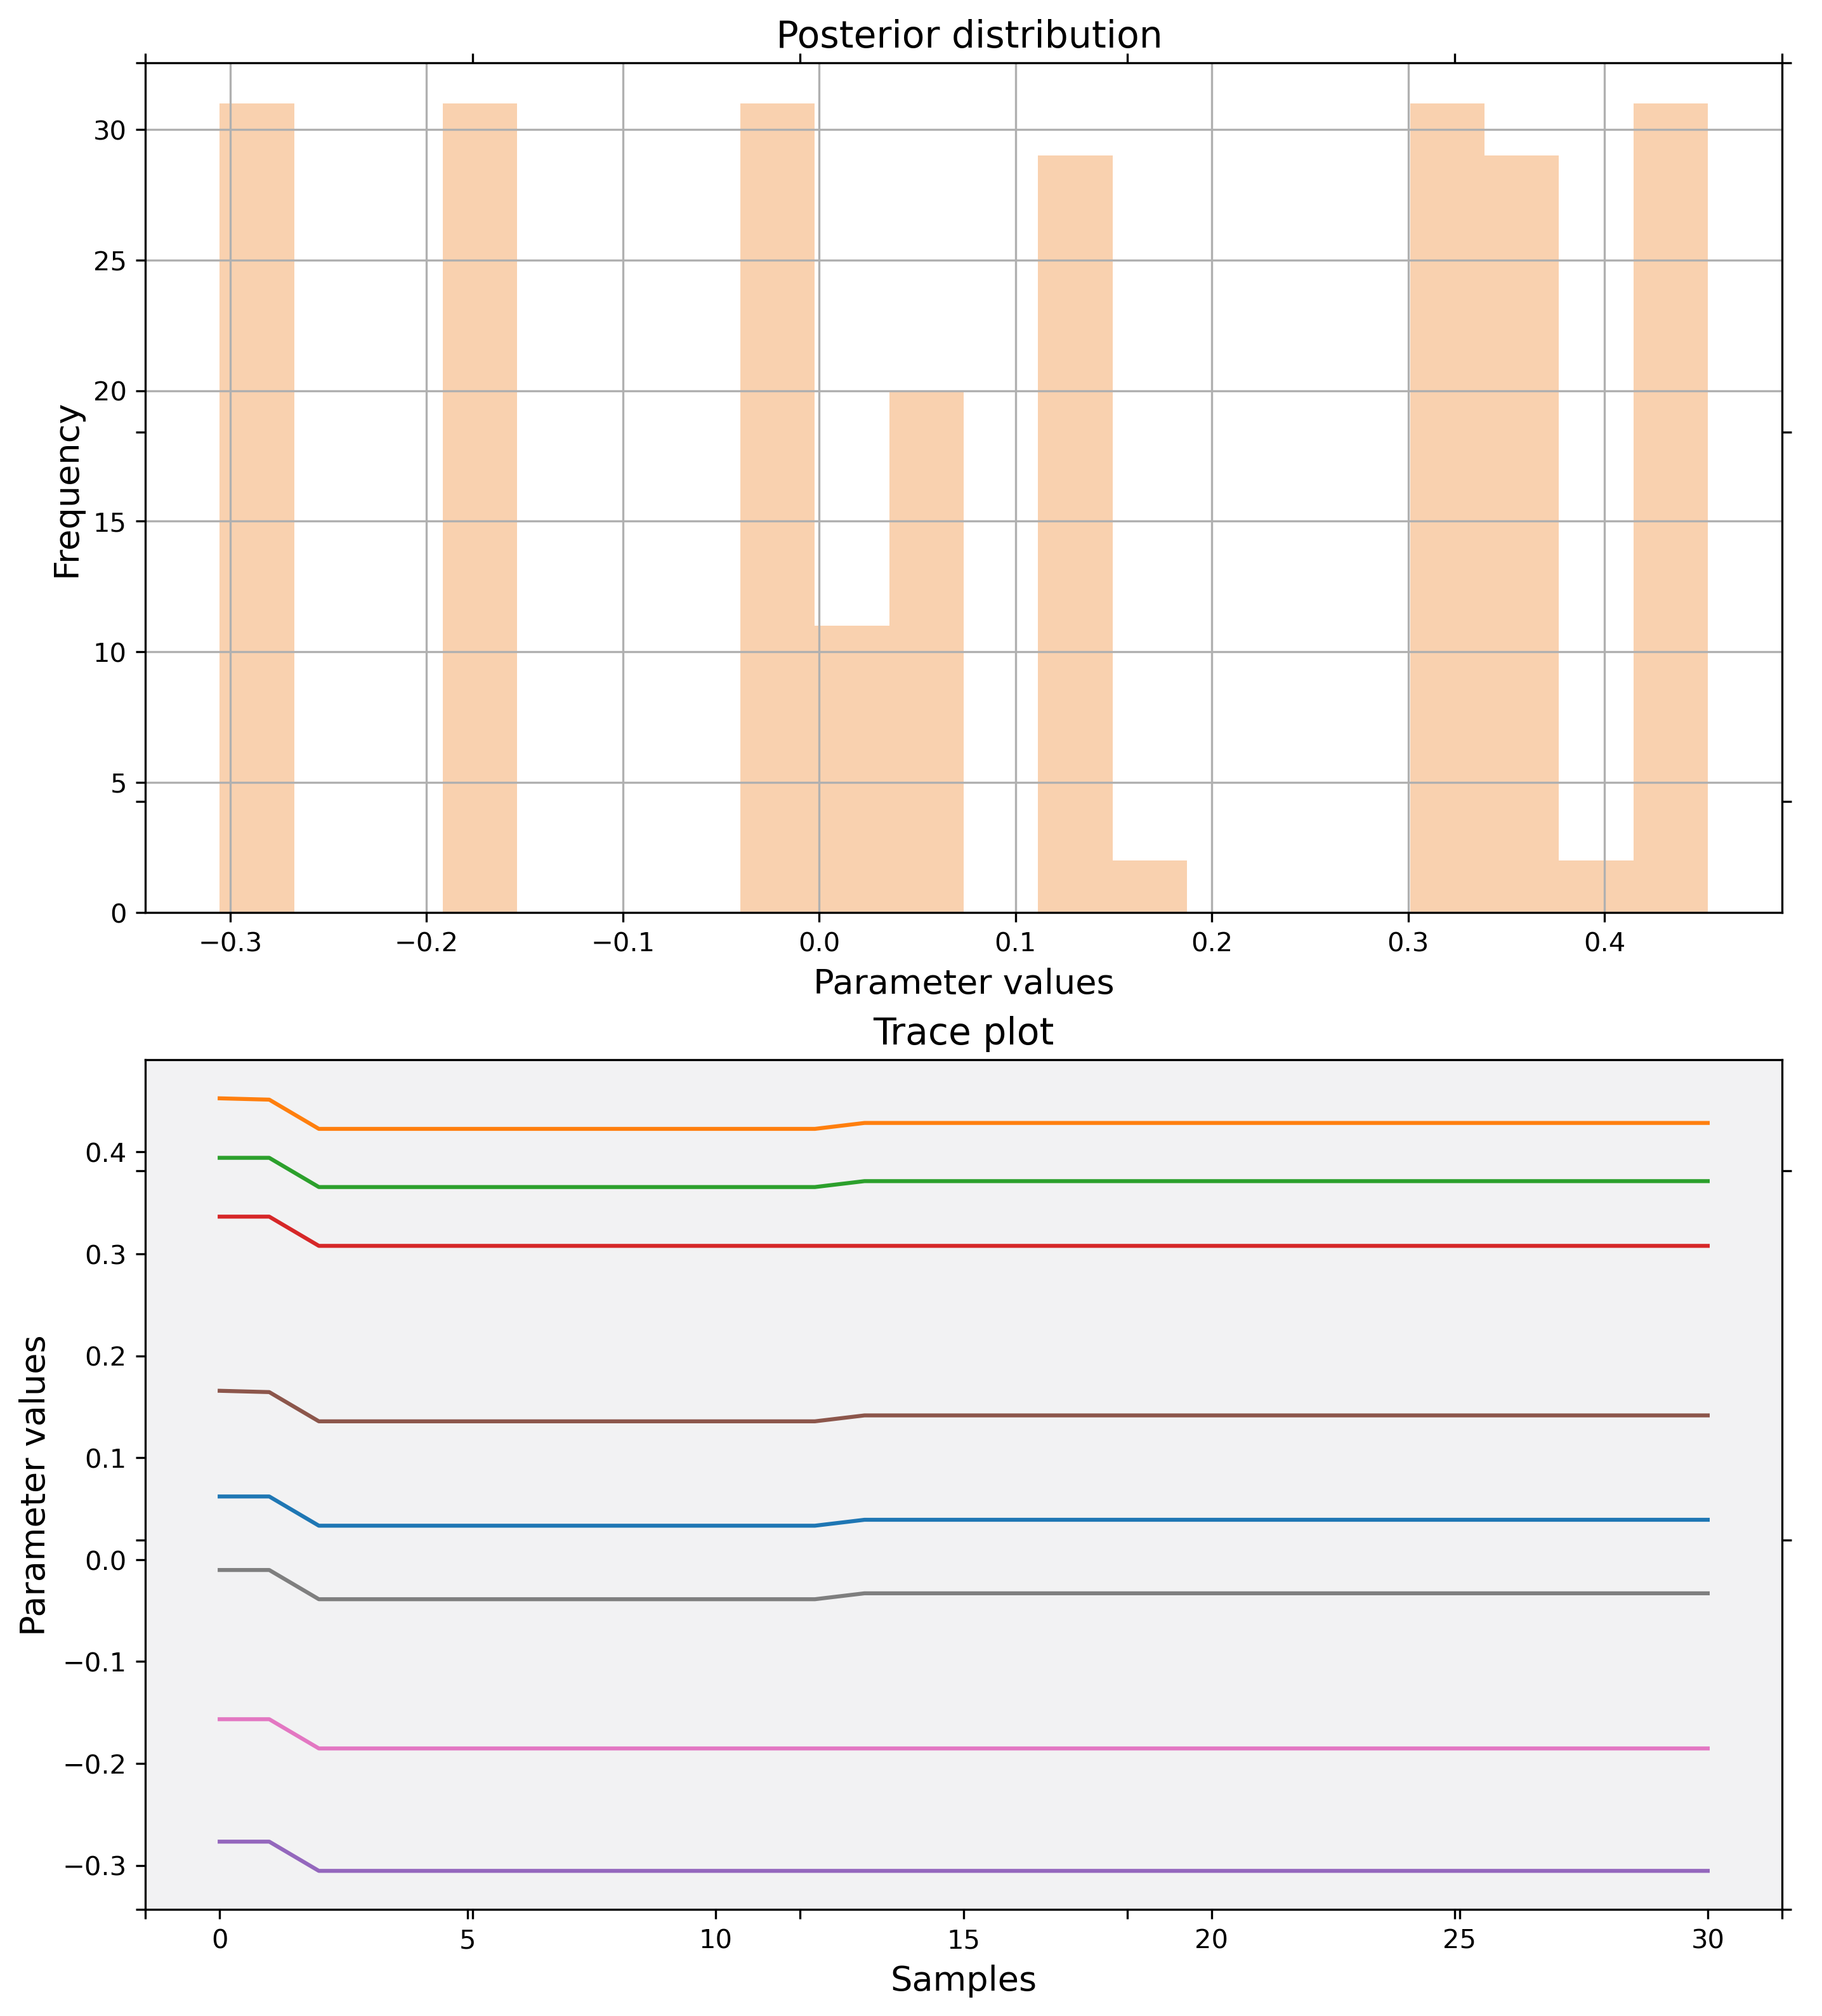 Posterior distribution
30
25
20
15
10
5
0
Frequency
−0.3 −0.2 −0.1 0.0 0.1 0.2 0.3 0.4
Parameter values
Trace plot
0.4
0.3
0.2
0.1
0.0
−0.1
−0.2
−0.3
Parameter values
0 5 10 15 20 25 30
Samples